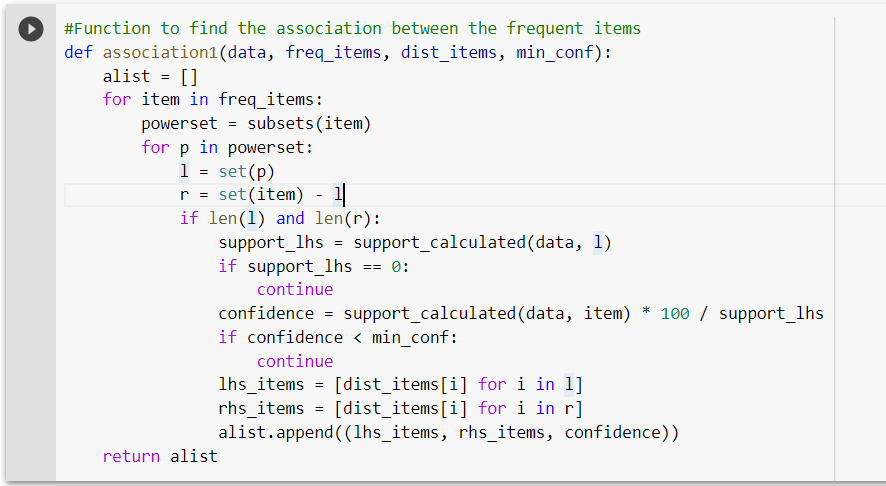 #Function to find the association between the frequent items
def association1(data, freq_items, dist_items, min_conf):
    alist = []
    for item in freq_items:
        powerset = subsets(item)
        for p in powerset:
            l = set(p)
            r = set(item) - l
            if len(l) and len(r):
                support_lhs = support_calculated(data, l)
                if support_lhs == 0:
                    continue
                confidence = support_calculated(data, item) * 100 / support_lhs
                if confidence < min_conf:
                    continue
                lhs_items = [dist_items[i] for i in l]
                rhs_items = [dist_items[i] for i in r]
                alist.append((lhs_items, rhs_items, confidence))
    return alist